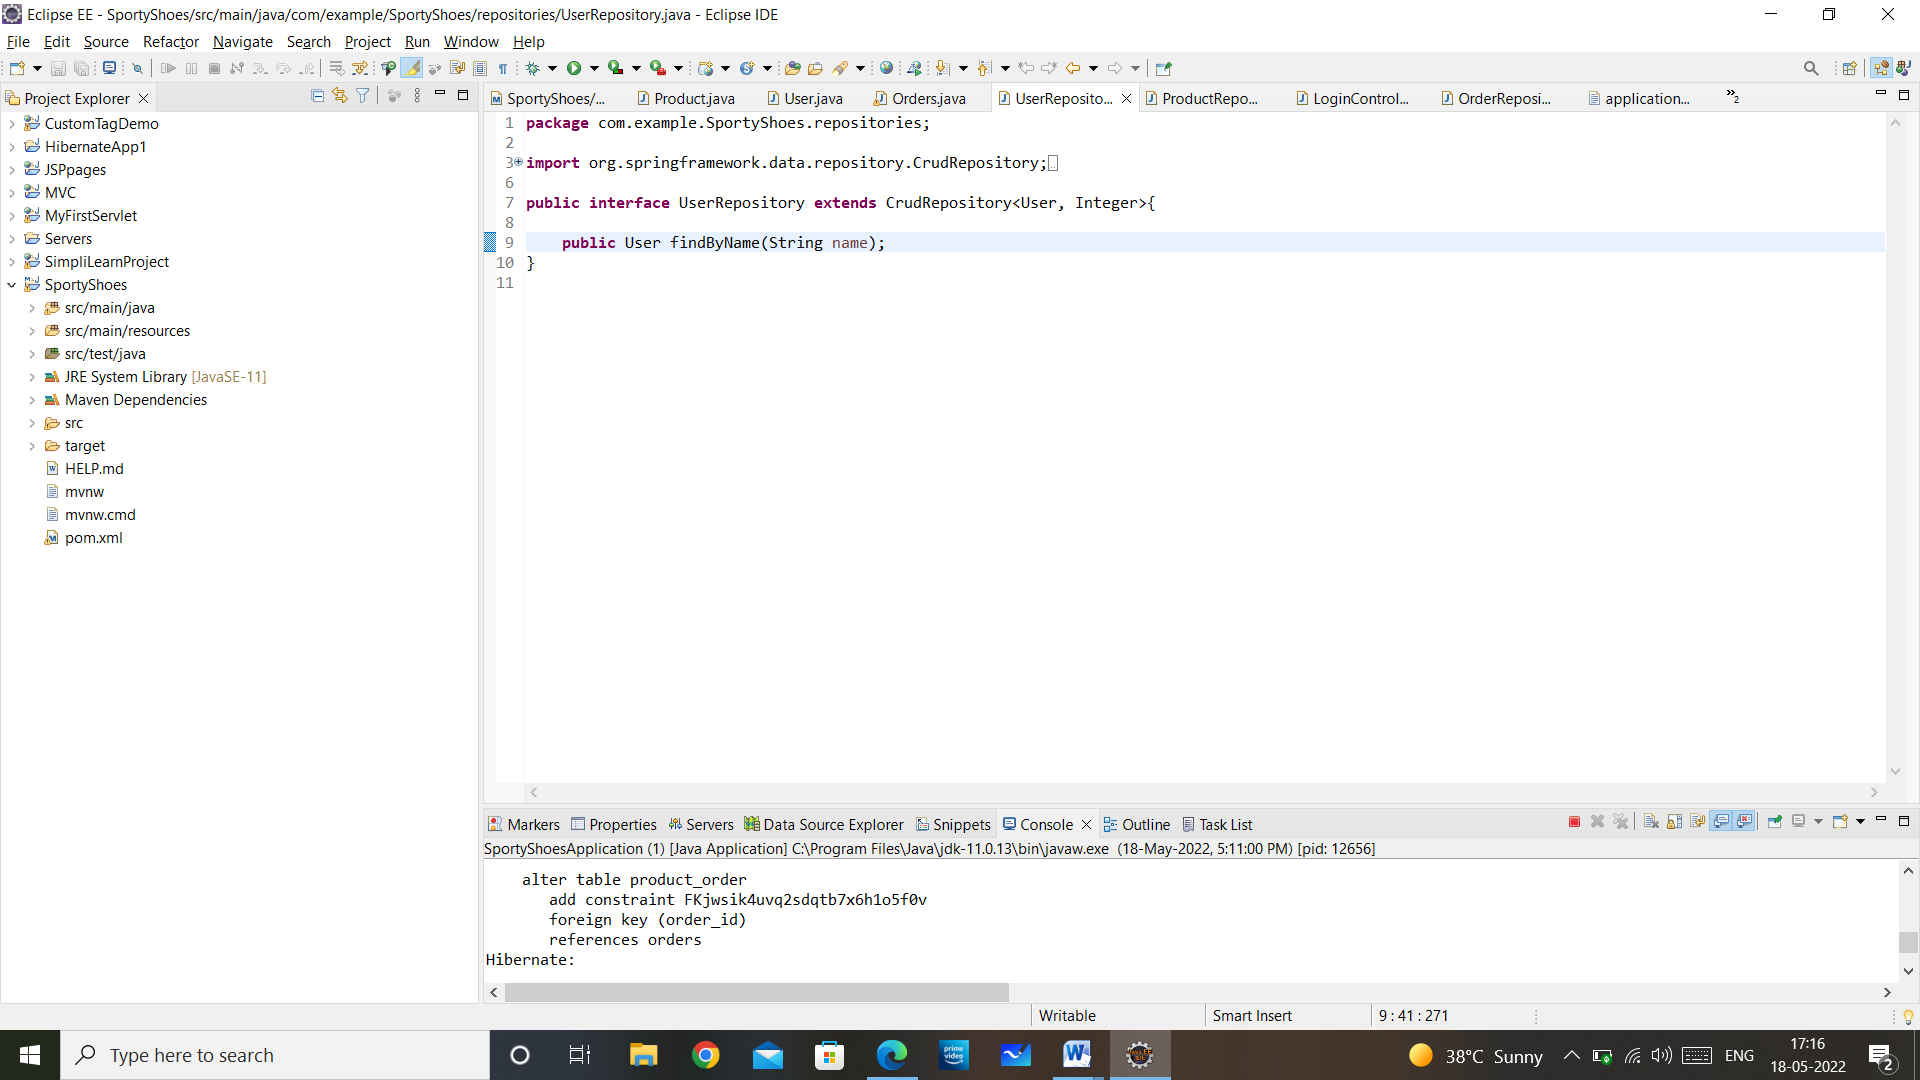 Eclipse EE - SportyShoes/src/main/java/com/example/SportyShoes/repositories/UserRepository.java - Eclipse IDE
File Edit Source Refactor Navigate Search Project Run Window Help
Project Explorer
CustomTagDemo
HibernateApp1
JSPpages
MVC
MyFirstServlet
Servers
SimpliLearnProject
SportyShoes
src/main/java
src/main/resources
src/test/java
JRE System Library [JavaSE-11]
Maven Dependencies
src
target
HELP.md
mvnw
mvnw.cmd
pom.xml
SportyShoes/... Product.java User.java Orders.java UserReposito... ProductRepo... LoginControl... OrderReposi... application... »2
1 package com.example.SportyShoes.repositories;
2
3 import org.springframework.data.repository.CrudRepository;
6
7 public interface UserRepository extends CrudRepository<User, Integer>{
8
9 public User findByName(String name);
10 }
11
Markers Properties Servers Data Source Explorer Snippets Console Outline Task List
SportyShoesApplication (1) [Java Application] C:\Program Files\Java\jdk-11.0.13\bin\javaw.exe (18-May-2022, 5:11:00 PM) [pid: 12656]
alter table product_order
add constraint FKjwsik4uvq2sdqtb7x6h1o5f0v
foreign key (order_id)
references orders
Hibernate:
Writable Smart Insert 9 : 41 : 271
Type here to search
prime video
38°C Sunny
ENG
17:16
18-05-2022
2